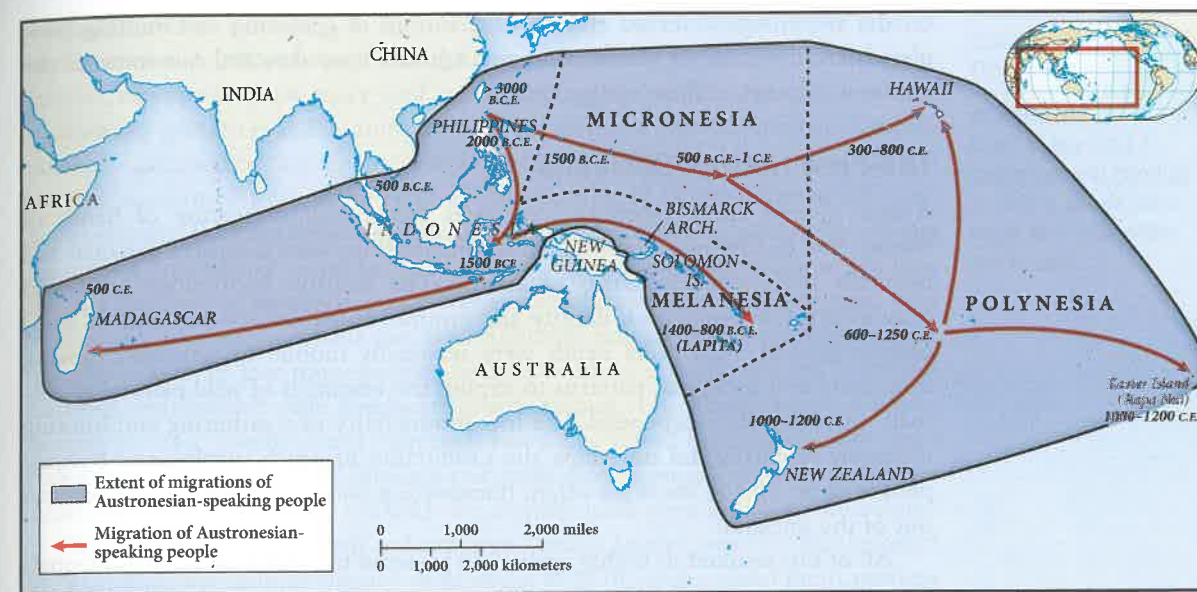 CHINA
INDIA
AFRICA
HAWAII
3000
B.C.E.
PHILIPPINES
2000 B.C.E.
MICRONESIA
1500 B.C.E.
500 B.C.E.–1 C.E.
300–800 C.E.
500 B.C.E.
INDONESIA
1500 BCE
BISMARCK
ARCH.
NEW
GUINEA
SOLOMON
IS.
MELANESIA
1400–800 B.C.E.
(LAPITA)
500 C.E.
MADAGASCAR
AUSTRALIA
POLYNESIA
600–1250 C.E.
Easter Island
(Rapa Nui)
1000–1200 C.E.
1000–1200 C.E.
NEW ZEALAND
Extent of migrations of
Austronesian-speaking people
Migration of Austronesian-
speaking people
0 1,000 2,000 miles
0 1,000 2,000 kilometers